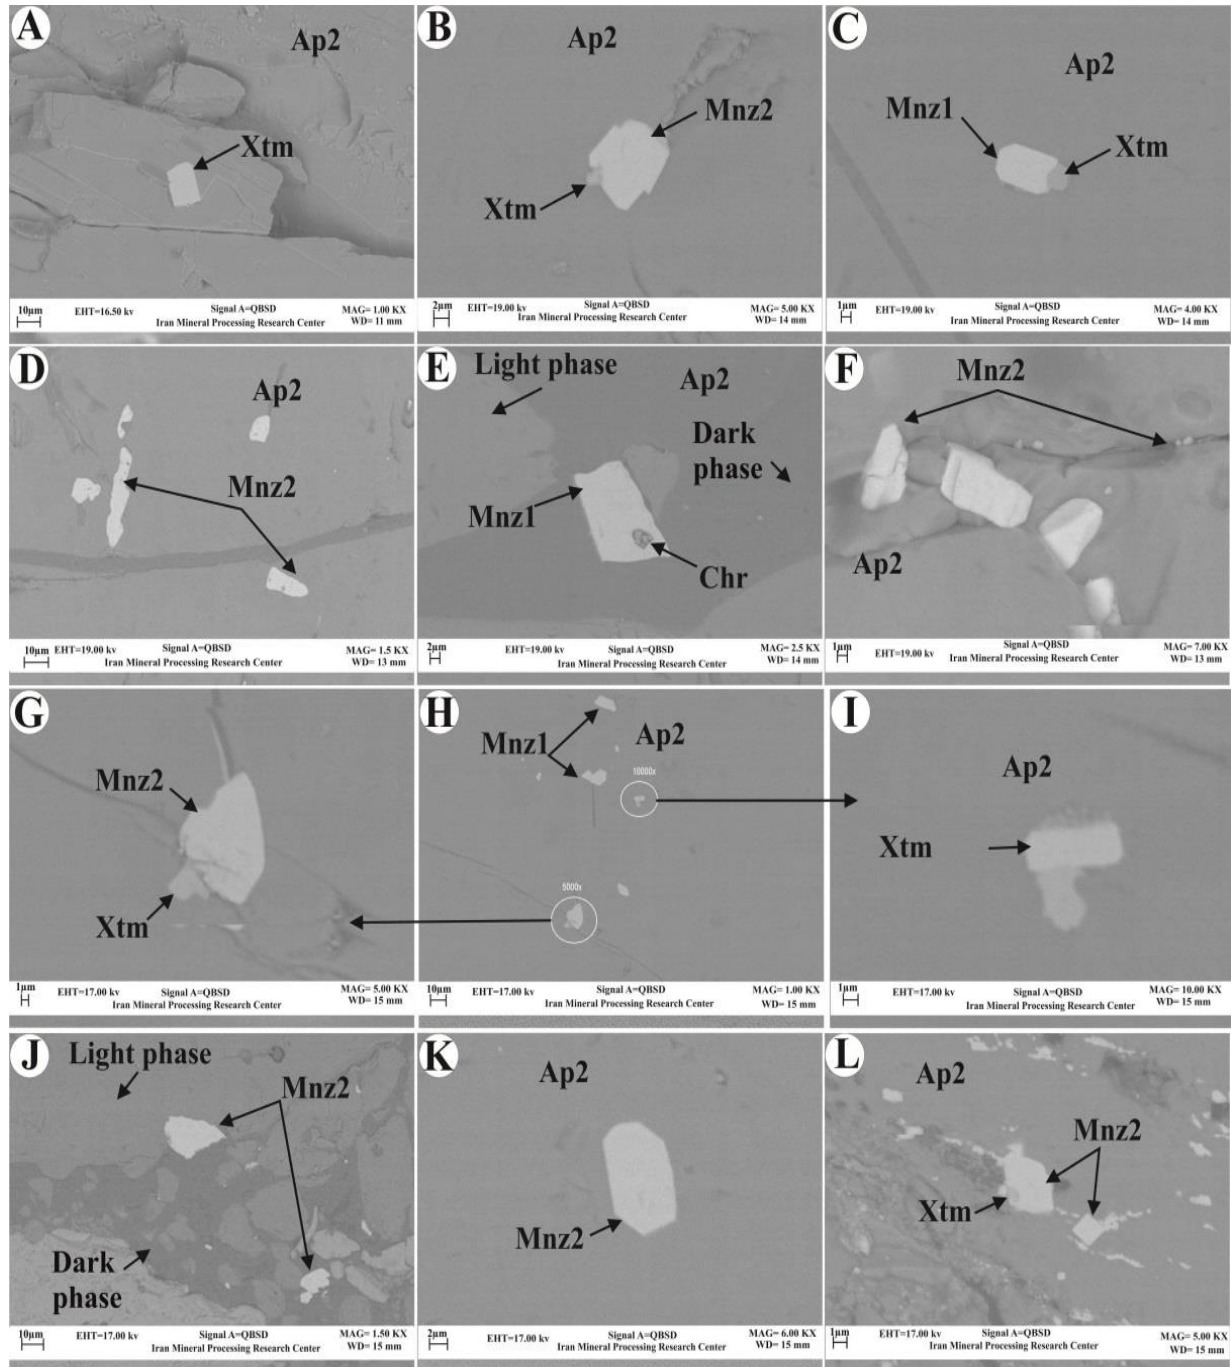 A
Ap2
Xtm
10µm
EHT=16.50 kv
Signal A=QBSD
MAG= 1.00 KX
Iran Mineral Processing Research Center
WD= 11 mm
B
Ap2
Mnz2
Xtm
2µm
EHT=19.00 kv
Signal A=QBSD
MAG= 5.00 KX
Iran Mineral Processing Research Center
WD= 14 mm
C
Ap2
Mnz1
Xtm
1µm
EHT=19.00 kv
Signal A=QBSD
MAG= 4.00 KX
Iran Mineral Processing Research Center
WD= 14 mm
D
Ap2
Mnz2
10µm
EHT=19.00 kv
Signal A=QBSD
MAG= 1.5 KX
Iran Mineral Processing Research Center
WD= 13 mm
E
Light phase
Ap2
Dark
phase
Mnz1
Chr
2µm
EHT=19.00 kv
Signal A=QBSD
MAG= 2.5 KX
Iran Mineral Processing Research Center
WD= 14 mm
F
Mnz2
Ap2
1µm
EHT=19.00 kv
Signal A=QBSD
MAG= 7.00 KX
Iran Mineral Processing Research Center
WD= 13 mm
G
Mnz2
Xtm
1µm
EHT=17.00 kv
Signal A=QBSD
MAG= 5.00 KX
Iran Mineral Processing Research Center
WD= 15 mm
H
Mnz1
Ap2
10000x
5000x
10µm
EHT=17.00 kv
Signal A=QBSD
MAG= 1.00 KX
Iran Mineral Processing Research Center
WD= 15 mm
I
Ap2
Xtm
1µm
EHT=17.00 kv
Signal A=QBSD
MAG= 10.00 KX
Iran Mineral Processing Research Center
WD= 15 mm
J
Light phase
Mnz2
Dark
phase
10µm
EHT=17.00 kv
Signal A=QBSD
MAG= 1.50 KX
Iran Mineral Processing Research Center
WD= 15 mm
K
Ap2
Mnz2
2µm
EHT=17.00 kv
Signal A=QBSD
MAG= 6.00 KX
Iran Mineral Processing Research Center
WD= 15 mm
L
Ap2
Mnz2
Xtm
1µm
EHT=17.00 kv
Signal A=QBSD
MAG= 5.00 KX
Iran Mineral Processing Research Center
WD= 15 mm